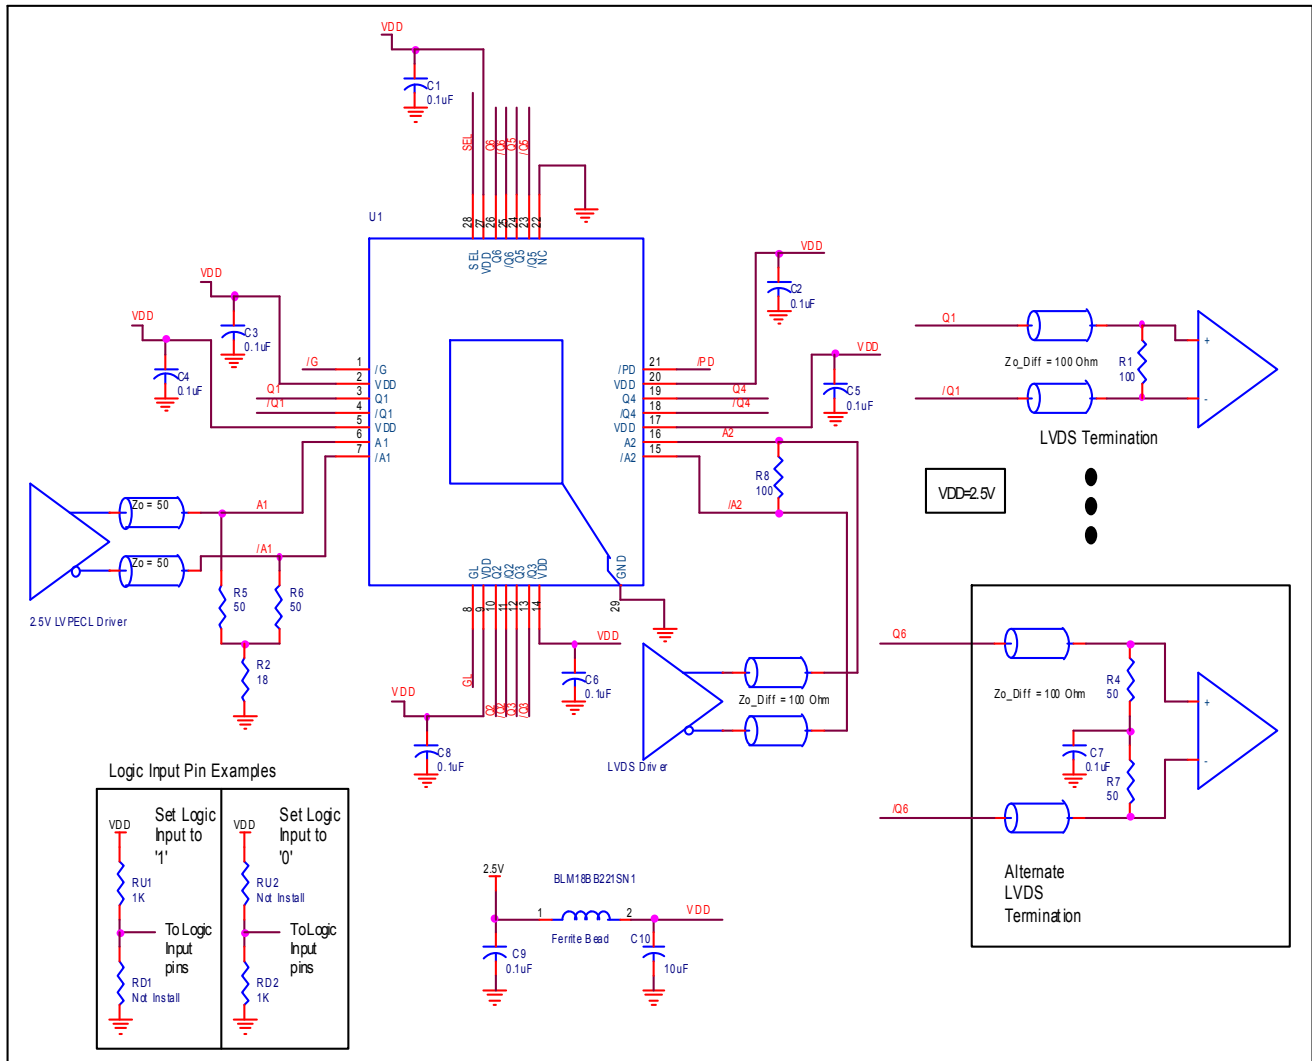 VDD
C1
0.1uF
SEL
Q6
/Q6
Q5
/Q5
28
27
26
25
24
23
22
U1
SEL
VDD
Q6
/Q6
Q5
/Q5
NC
VDD
C3
0.1uF
VDD
C4
0.1uF
/G
1
/G
2
VDD
Q1
3
Q1
/Q1
4
/Q1
5
VDD
6
A1
7
/A1
VDD
C2
0.1uF
VDD
C5
0.1uF
/PD
21
/PD
VDD
20
Q4
19
Q4
/Q4
18
/Q4
VDD
17
A2
16
A2
/A2
15
R8
100
/A2
Q1
Zo_Diff = 100 Ohm
R1
100
+
-
/Q1
LVDS Termination
VDD=2.5V
Zo = 50
A1
Zo = 50
/A1
R5
50
R6
50
2.5V LVPECL Driver
R2
18
GL
VDD
Q2
/Q2
Q3
/Q3
VDD
GND
8
9
10
11
12
13
14
29
GL
Q2
/Q2
Q3
/Q3
VDD
C6
0.1uF
VDD
C8
0.1uF
Zo_Diff = 100 Ohm
LVDS Driver
Q6
Zo_Diff = 100 Ohm
R4
50
+
C7
0.1uF
R7
50
-
/Q6
Alternate
LVDS
Termination
Logic Input Pin Examples
VDD
Set Logic
Input to
'1'
RU1
1K
To Logic
Input
pins
RD1
Not Install
VDD
Set Logic
Input to
'0'
RU2
Not Install
To Logic
Input
pins
RD2
1K
2.5V
BLM18BB221SN1
1
2
VDD
Ferrite Bead
C9
0.1uF
C10
10uF